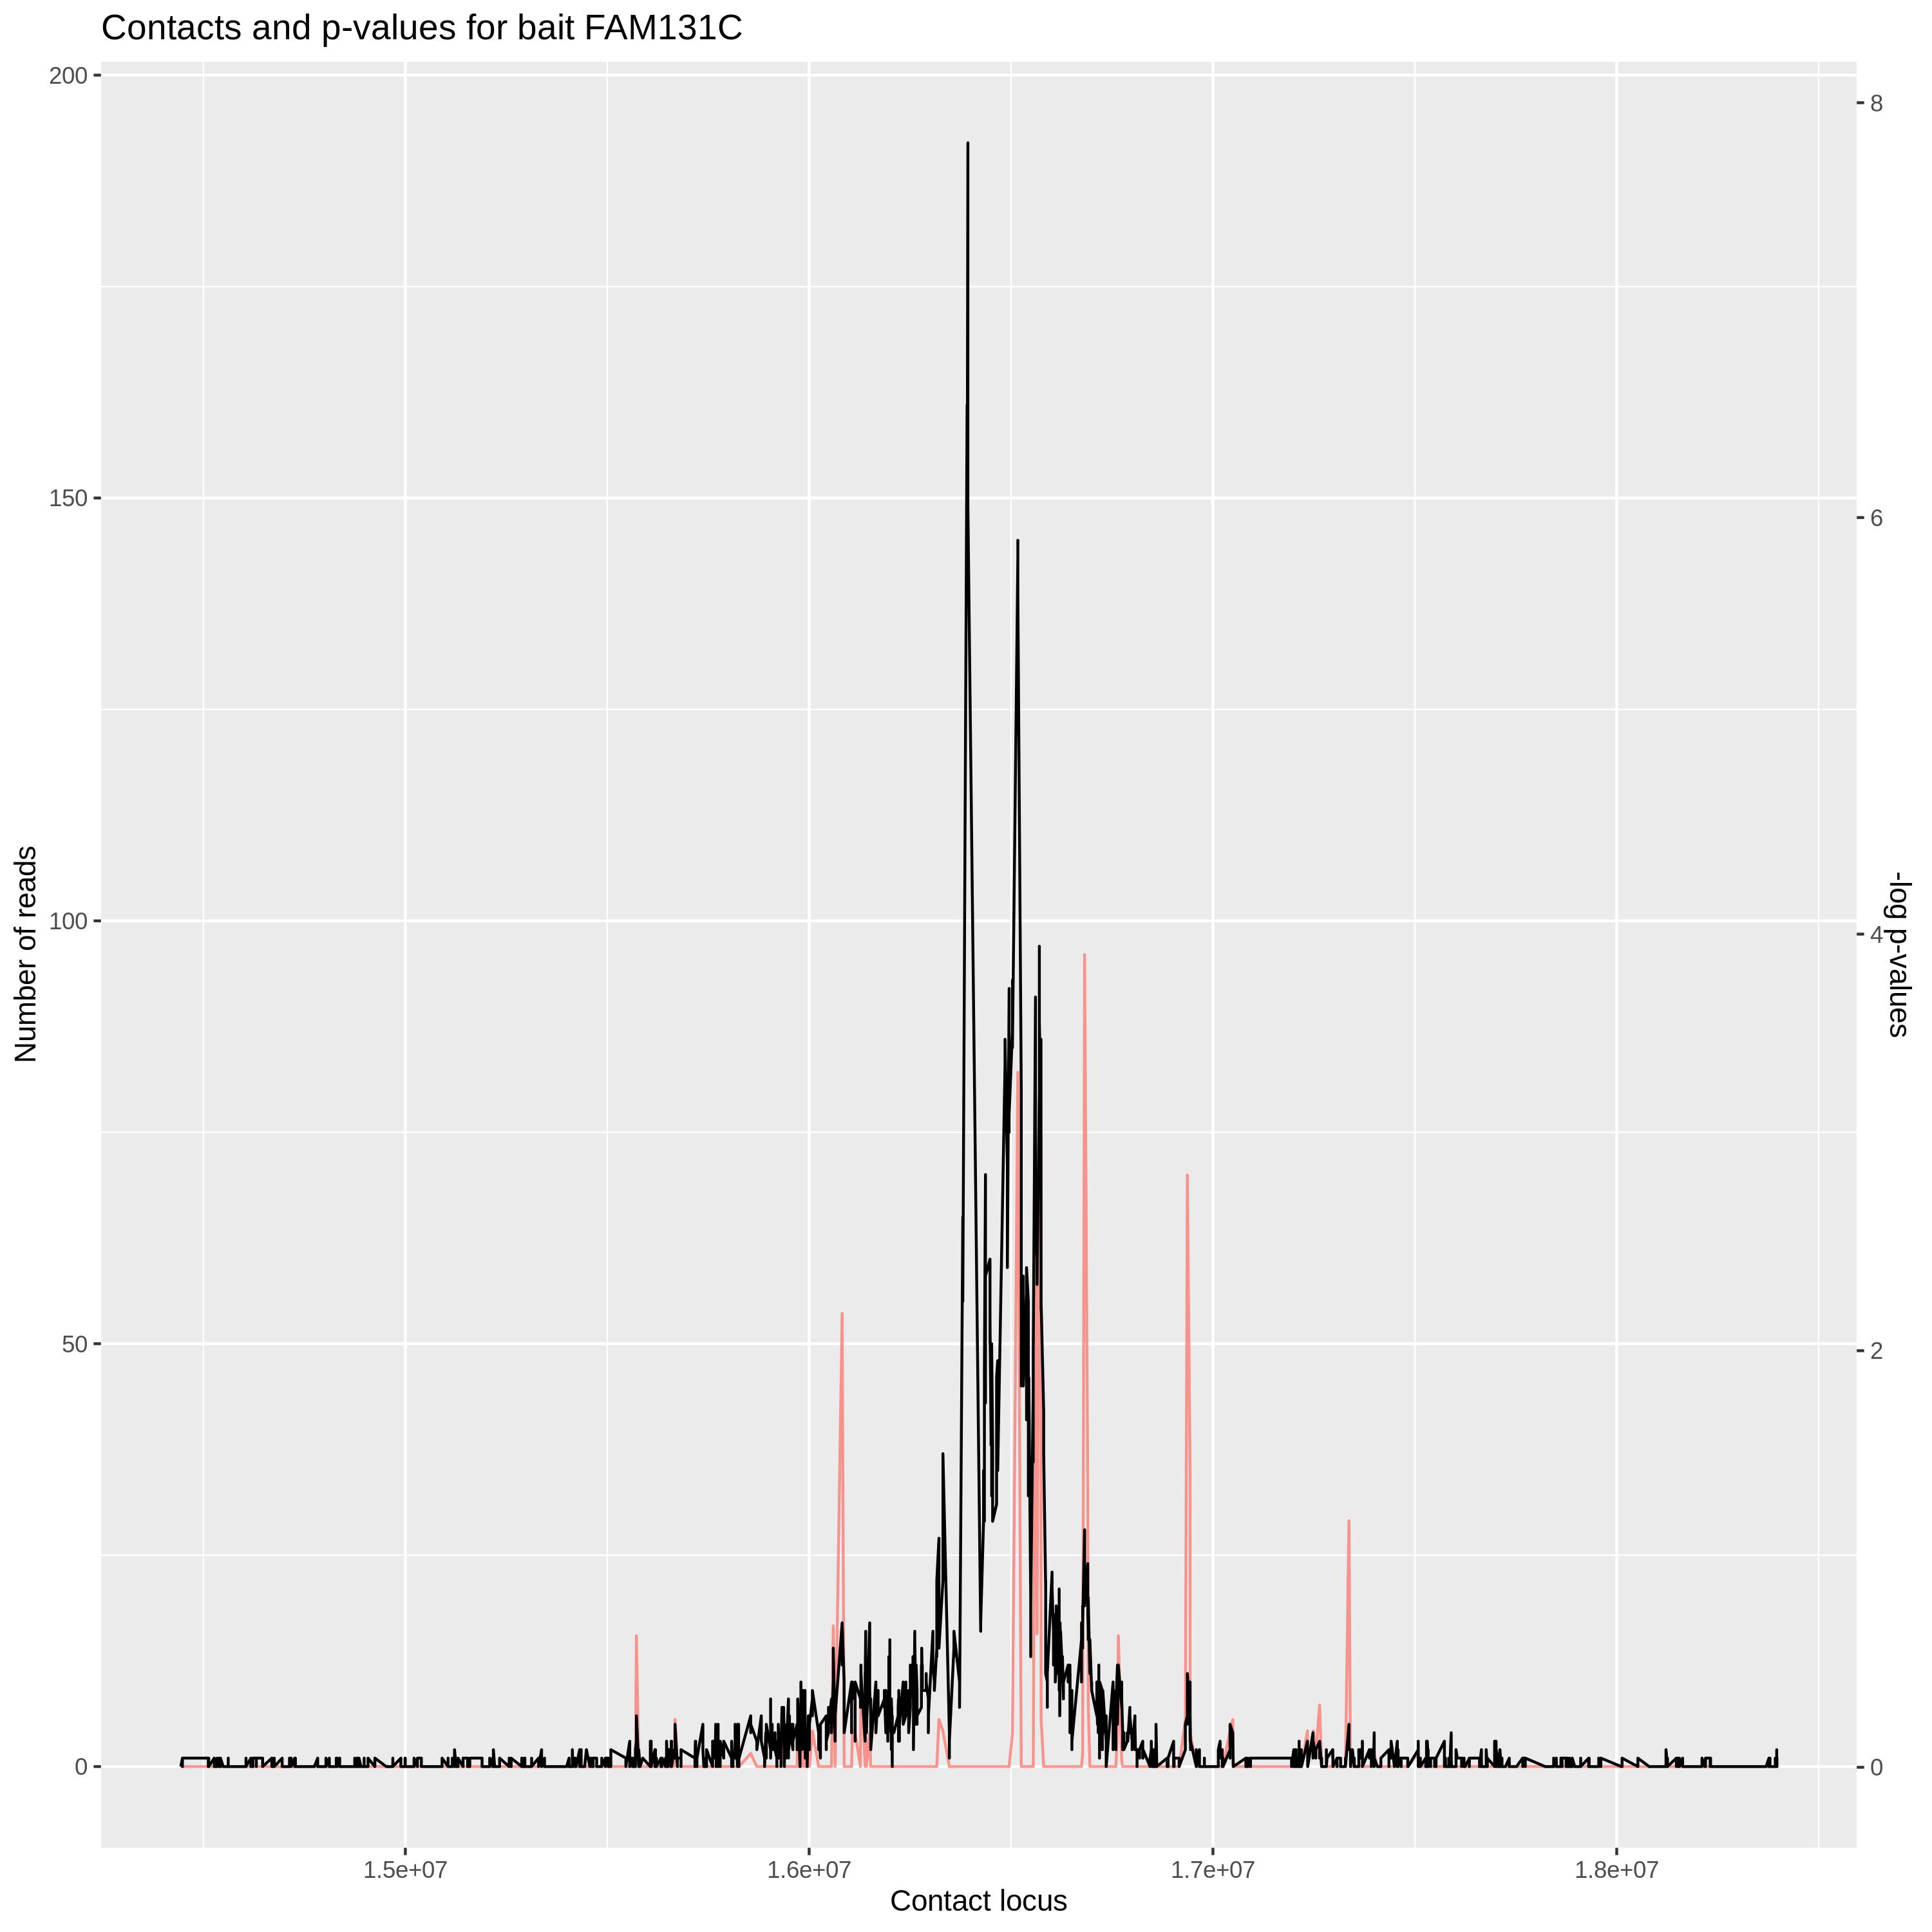 Contacts and p-values for bait FAM131C
200
150
100
50
0
Number of reads
8
6
4
2
0
-log p-values
1.5e+07
1.6e+07
1.7e+07
1.8e+07
Contact locus